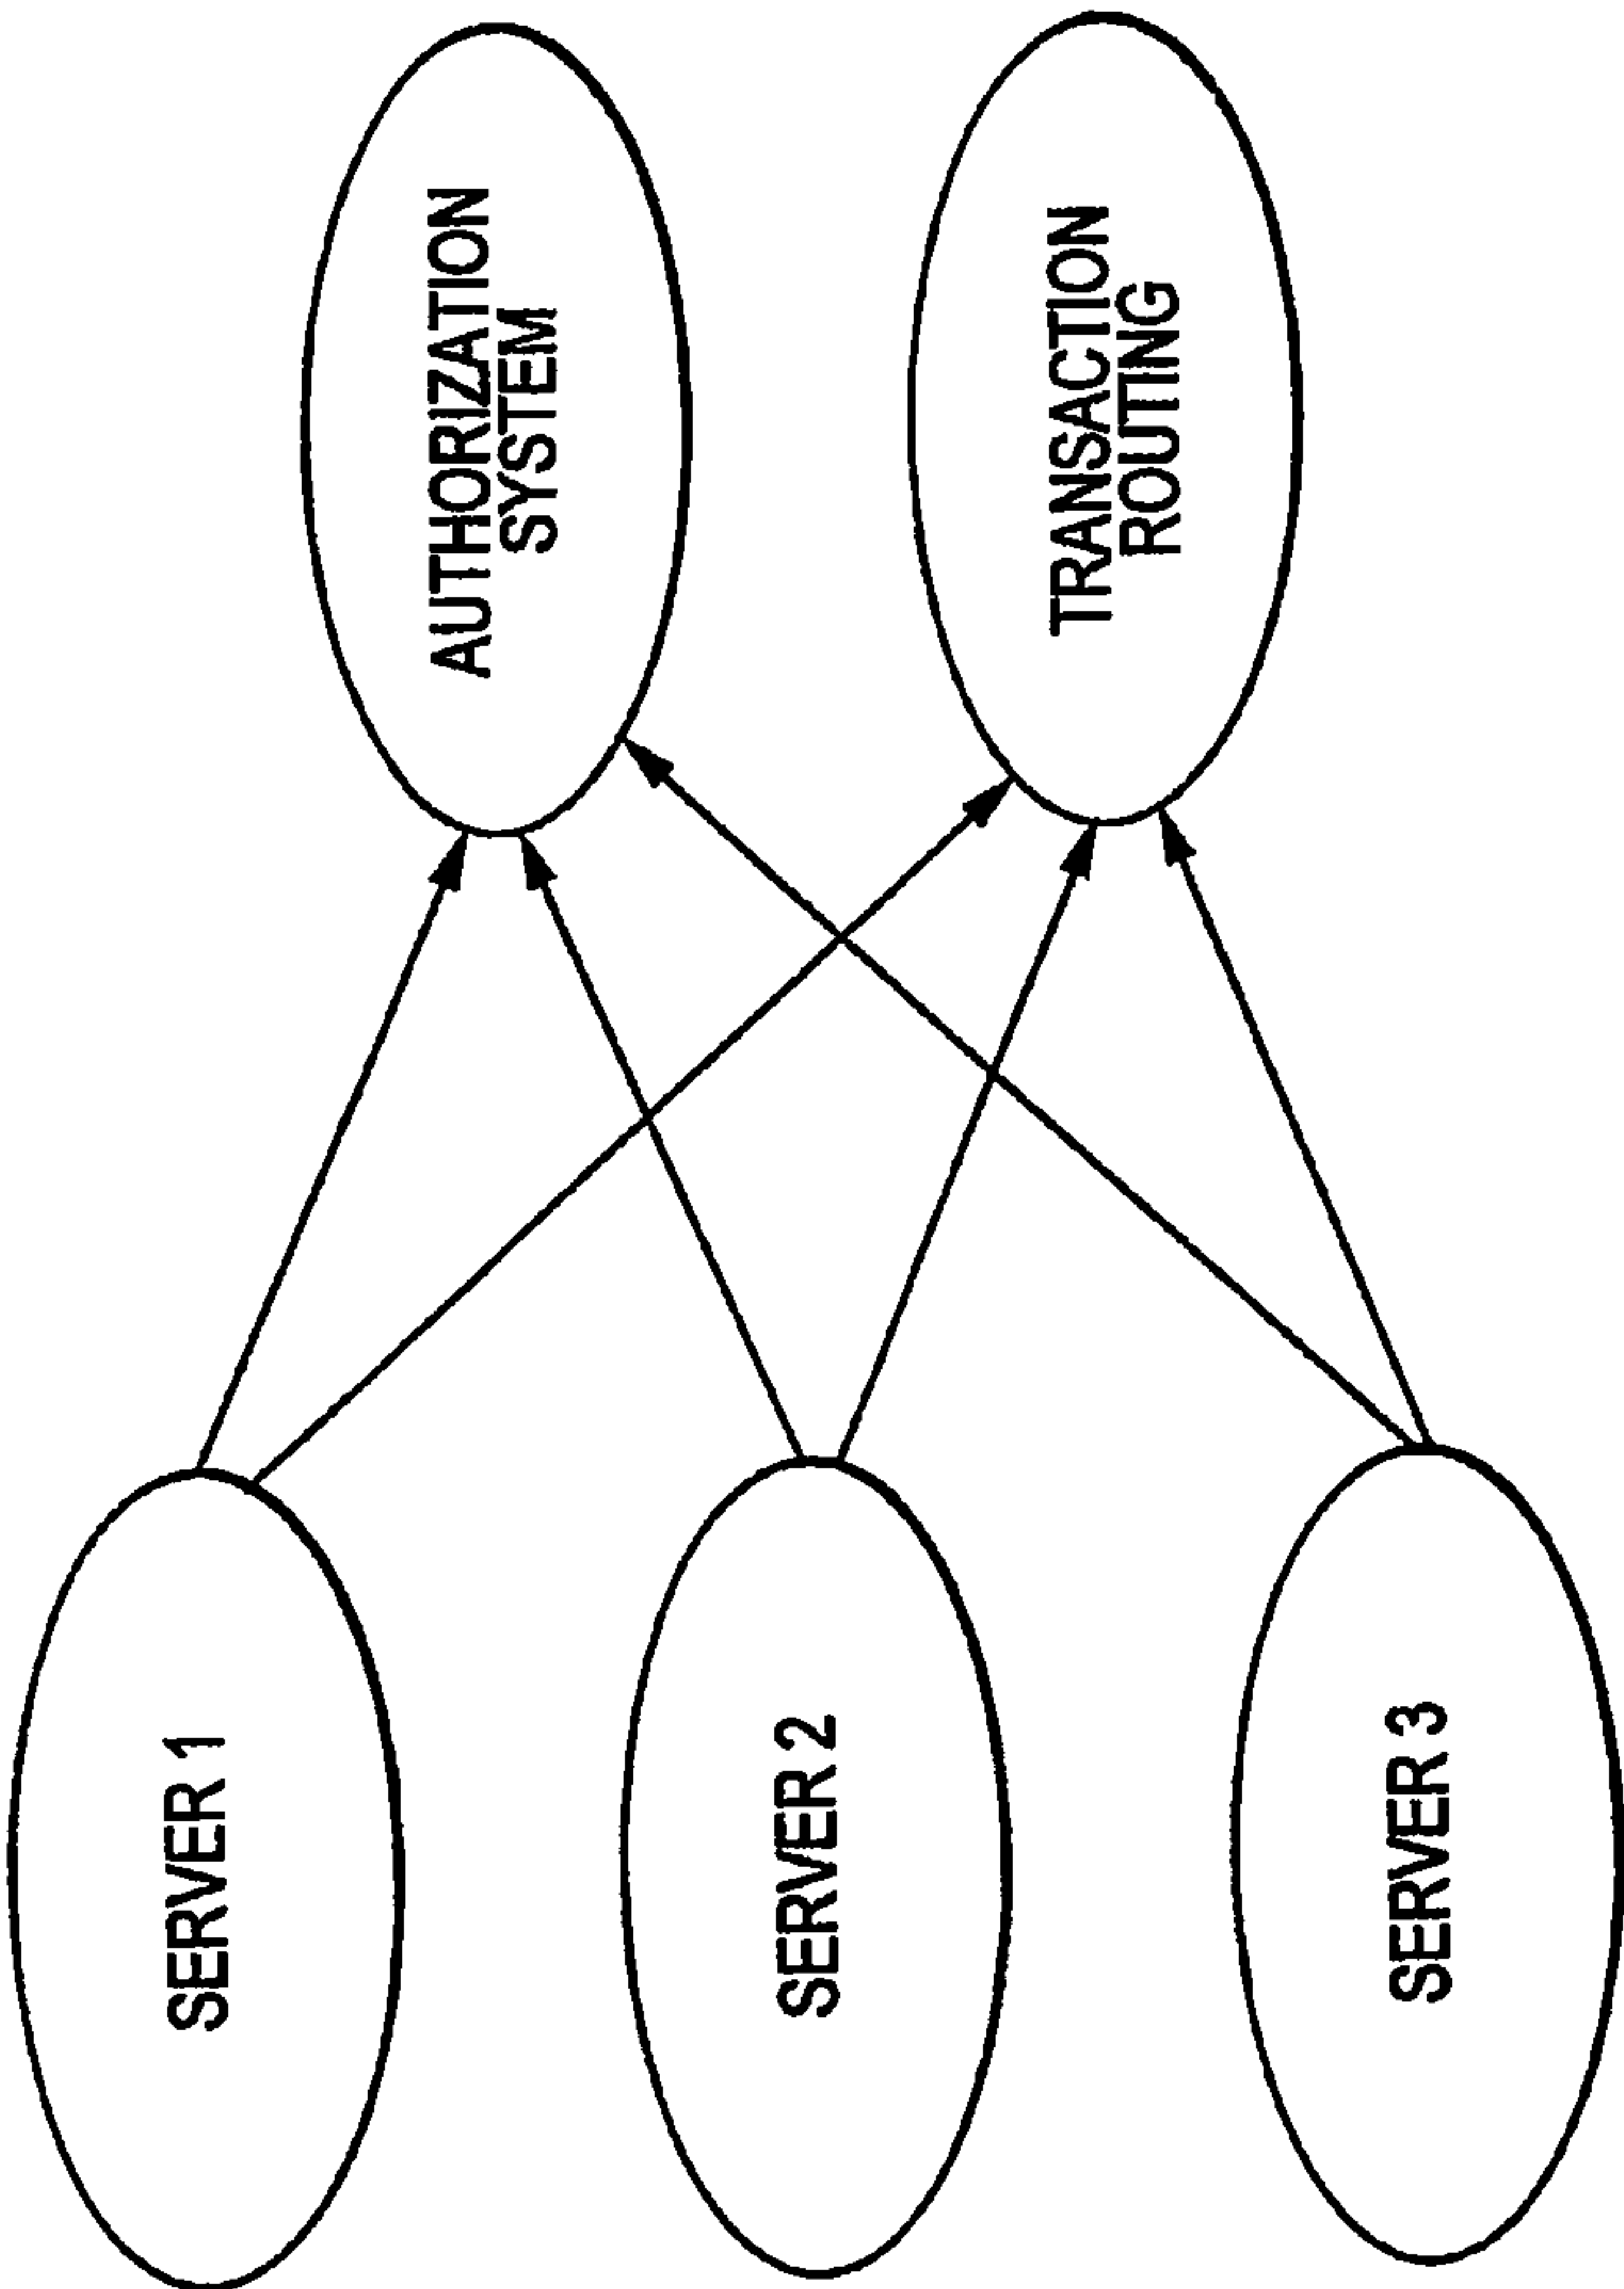 SERVER 1
SERVER 2
SERVER 3
AUTHORIZATION
SYSTEM
TRANSACTION
ROUTING